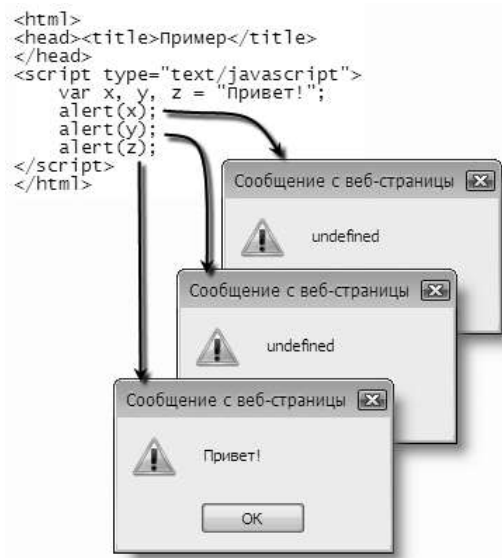 <html>
<head><title>Пример</title>
</head>
<script type="text/javascript">
var x, y, z = "Привет!";
alert(x);
alert(y);
alert(z);
</script>
</html>
Сообщение с веб-страницы
undefined
Сообщение с веб-страницы
undefined
Сообщение с веб-страницы
Привет!
OK